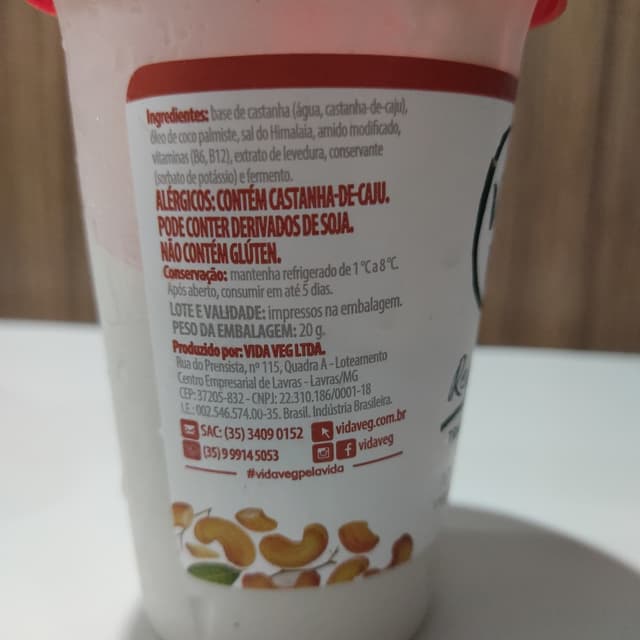 Ingredientes: base de castanha (água, castanha-de-caju),
óleo de coco palmiste, sal do Himalaia, amido modificado,
vitaminas (B6, B12), extrato de levedura, conservante
(sorbato de potássio) e fermento.
ALÉRGICOS: CONTÉM CASTANHA-DE-CAJU.
PODE CONTER DERIVADOS DE SOJA.
NÃO CONTÉM GLÚTEN.
Conservação: mantenha refrigerado de 1 °C a 8 °C.
Após aberto, consumir em até 5 dias.
LOTE E VALIDADE: impressos na embalagem.
PESO DA EMBALAGEM: 20 g.
Produzido por: VIDA VEG LTDA.
Rua do Prensista, nº 115, Quadra A - Loteamento
Centro Empresarial de Lavras - Lavras/MG
CEP: 37205-832 - CNPJ: 22.310.186/0001-18
I.E.: 002.546.574.00-35. Brasil. Indústria Brasileira.
SAC: (35) 3409 0152 vidaveg.com.br
(35) 9 9914 5053 vidaveg
#vidavegpelavida